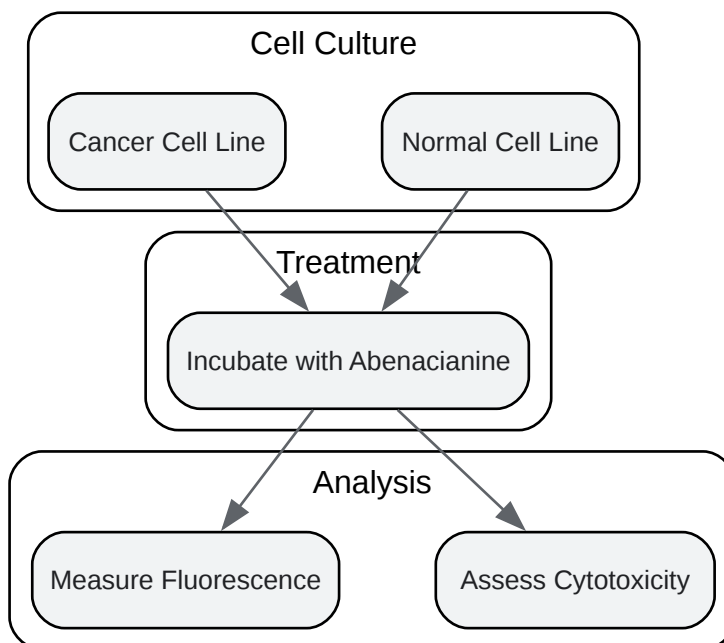 Cell Culture
Cancer Cell Line
Normal Cell Line
Treatment
Incubate with Abenacianine
Analysis
Measure Fluorescence
Assess Cytotoxicity